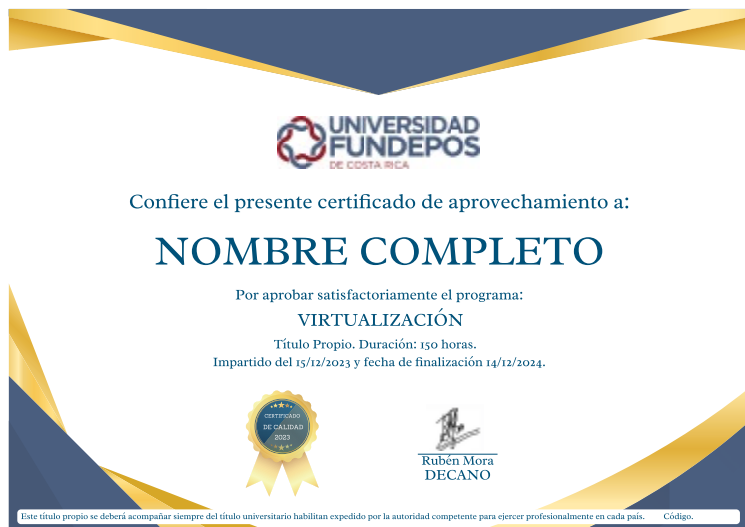 UNIVERSIDAD
FUNDEPOS
DE COSTA RICA
Confiere el presente certificado de aprovechamiento a:
NOMBRE COMPLETO
Por aprobar satisfactoriamente el programa:
VIRTUALIZACIÓN
Título Propio. Duración: 150 horas.
Impartido del 15/12/2023 y fecha de finalización 14/12/2024.
CERTIFICADO
DE CALIDAD
2023
Rubén Mora
DECANO
Este título propio se deberá acompañar siempre del título universitario habilitan expedido por la autoridad competente para ejercer profesionalmente en cada país. Código.